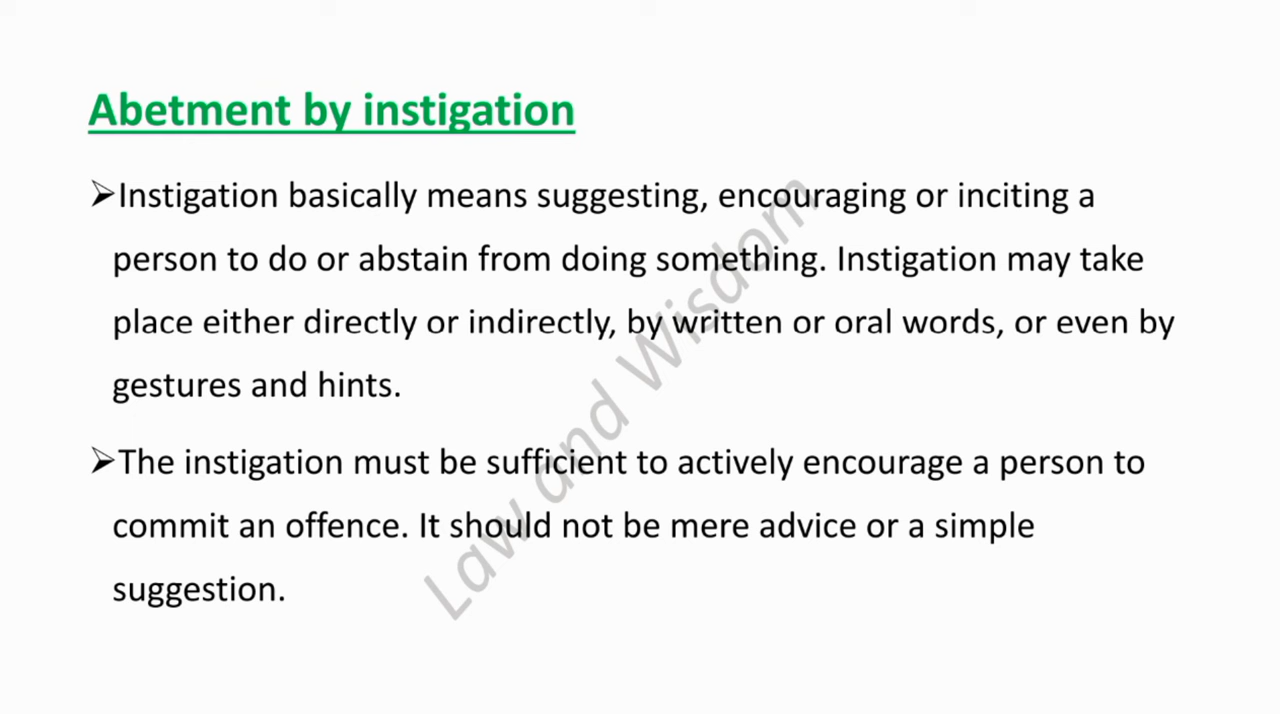 Abetment by instigation
➢Instigation basically means suggesting, encouraging or inciting a
person to do or abstain from doing something. Instigation may take
place either directly or indirectly, by written or oral words, or even by
gestures and hints.
➢The instigation must be sufficient to actively encourage a person to
commit an offence. It should not be mere advice or a simple
suggestion.
Law and Wisdom